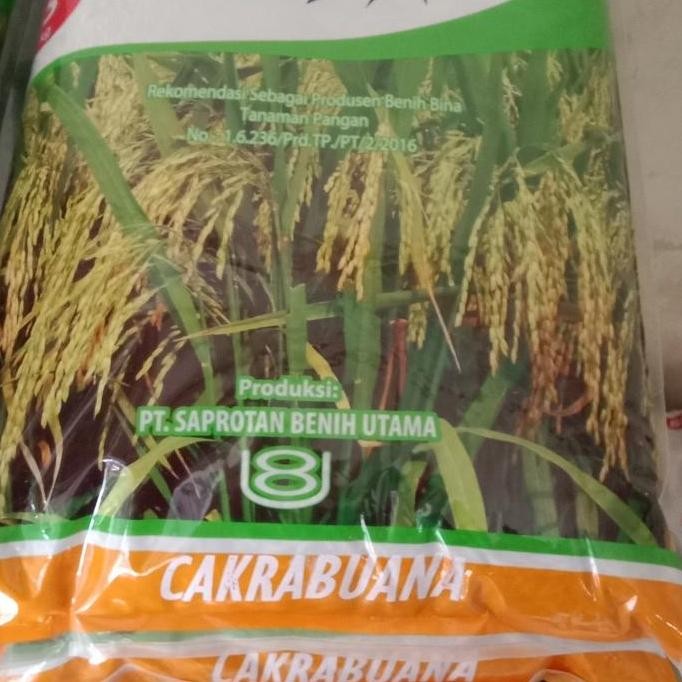 Rekomendasi Sebagai Produsen Benih Bina
Tanaman Pangan
No : 1.6.236/Prd.TP./PT/2/2016
Produksi:
PT. SAPROTAN BENIH UTAMA
CAKRABUANA
CAKRABUANA